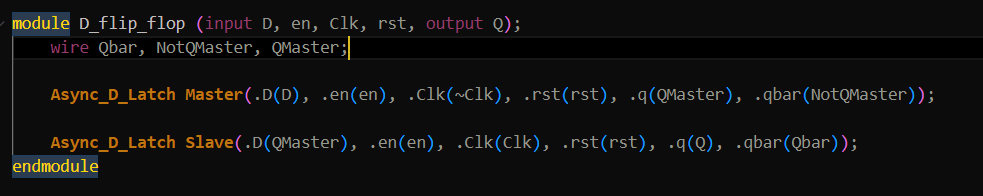 module D_flip_flop (input D, en, Clk, rst, output Q);
wire Qbar, NotQMaster, QMaster;
Async_D_Latch Master(.D(D), .en(en), .Clk(~Clk), .rst(rst), .q(QMaster), .qbar(NotQMaster));
Async_D_Latch Slave(.D(QMaster), .en(en), .Clk(Clk), .rst(rst), .q(Q), .qbar(Qbar));
endmodule